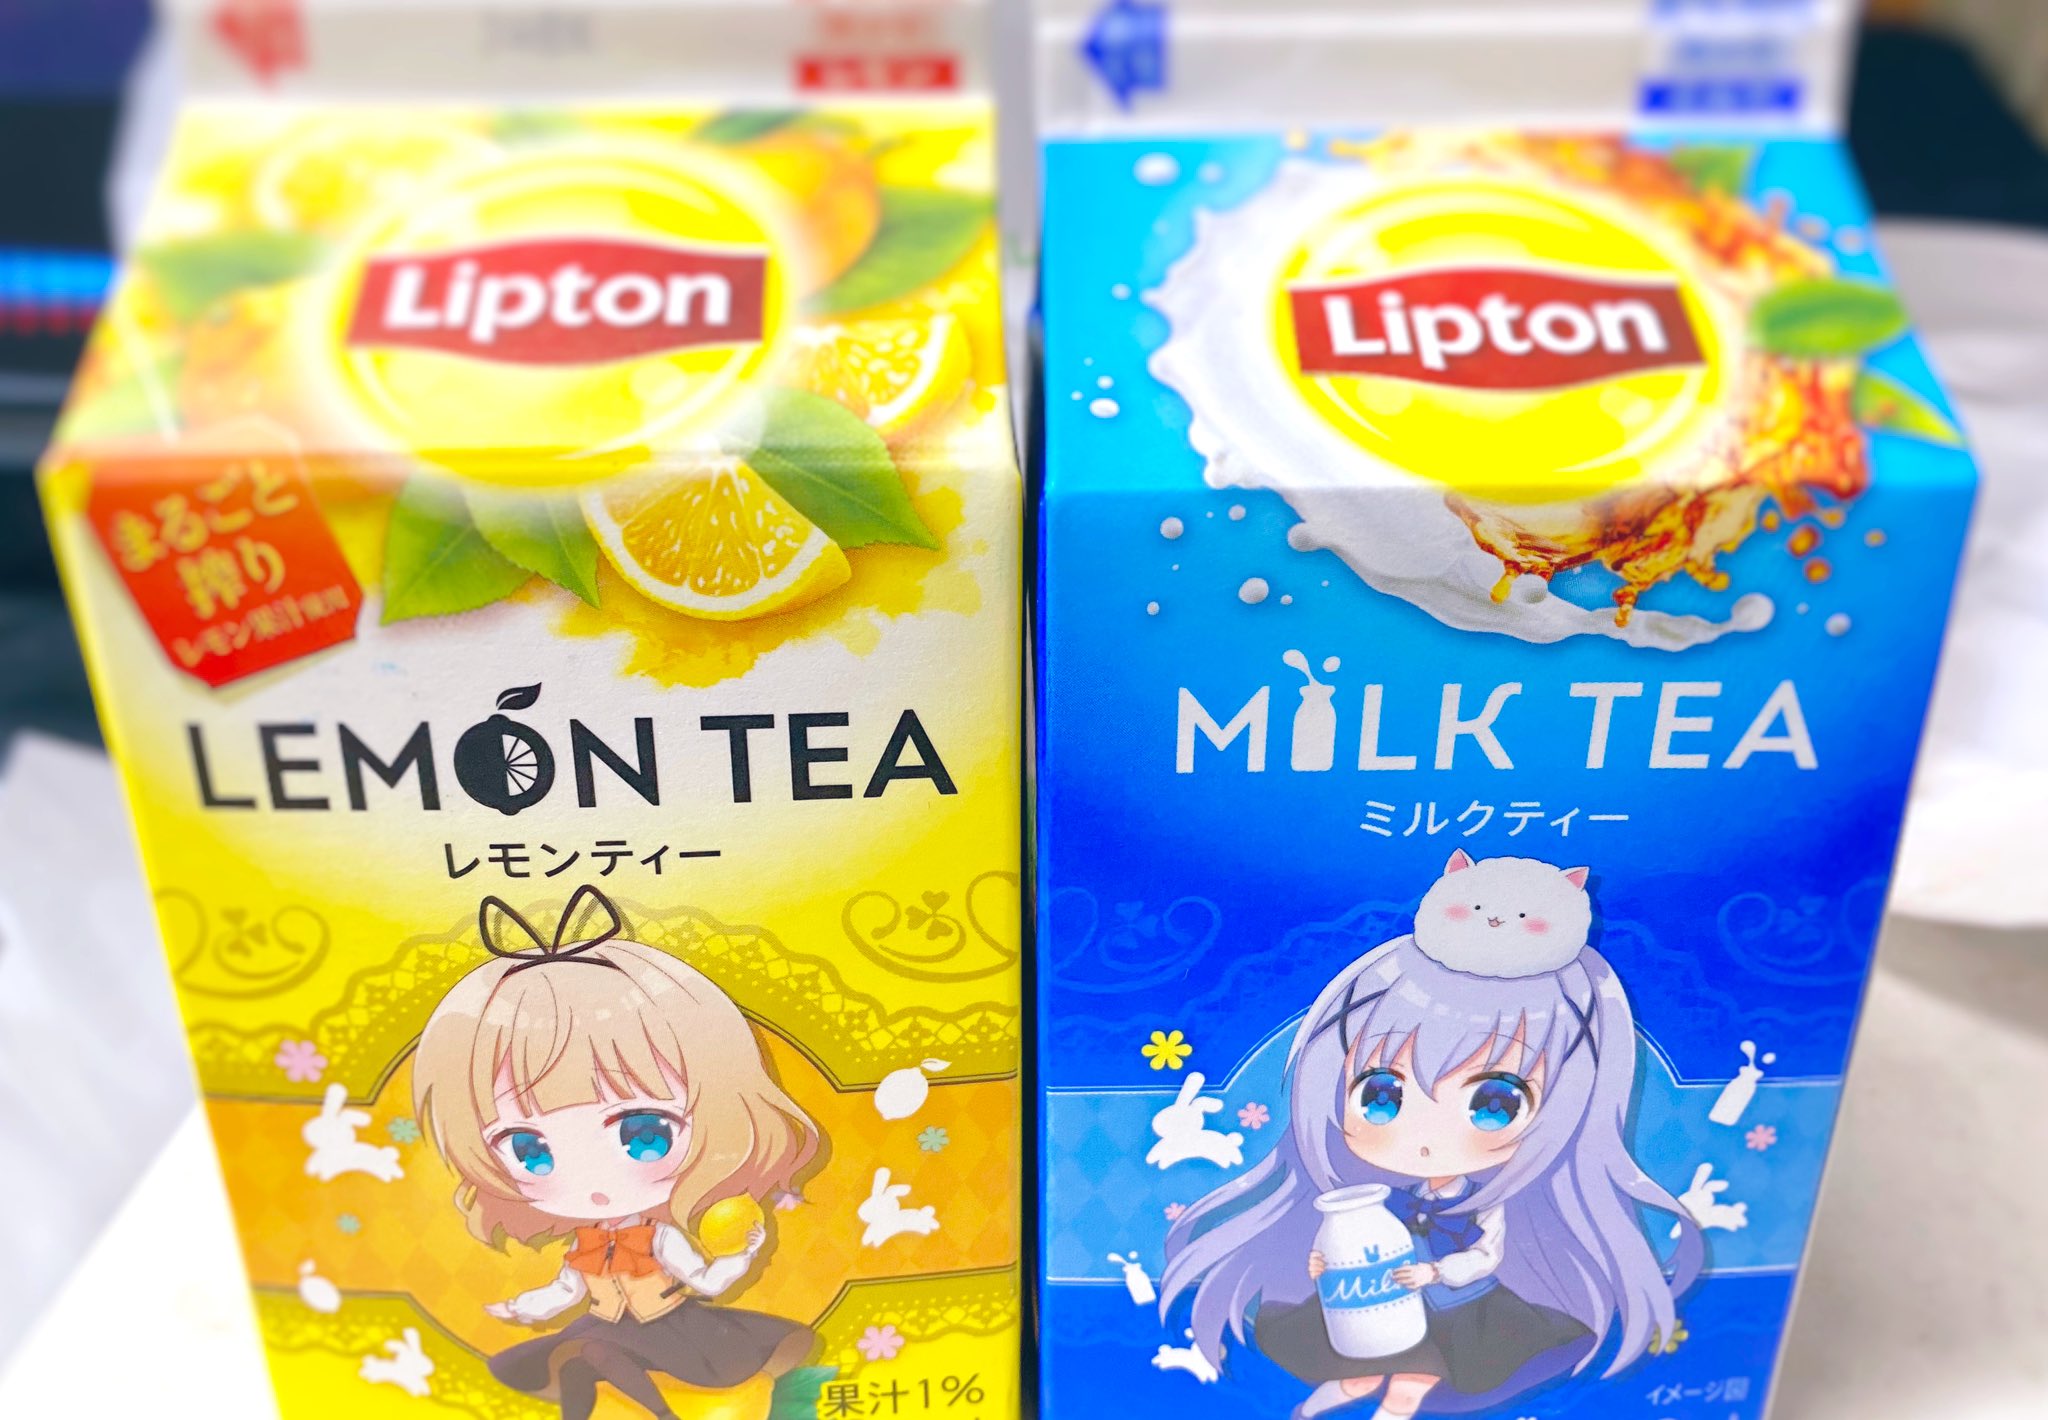 Lipton
まるごと
搾り
レモン果汁使用
LEMON TEA
レモンティー
果汁1%
Lipton
MILK TEA
ミルクティー
Milk
イメージ図